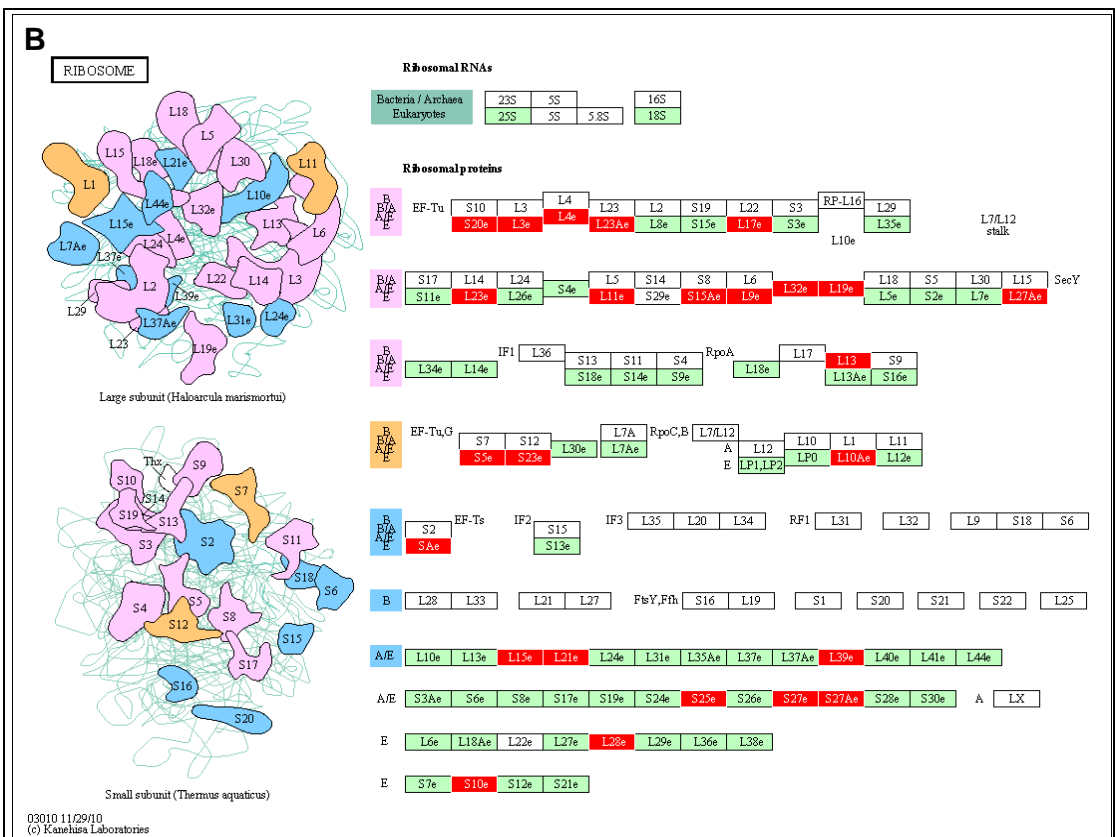 B
RIBOSOME
L18
L5
L15
L18e
L21e
L30
L11
L1
L44e
L10e
L32e
L15e
L13
L6
L7Ae
L24
L4e
L37e
L22
L14
L3
L2
L39e
L29
L37Ae
L31e
L24e
L23
L19e
Large subunit (Haloarcula marismortui)
Thx
S9
S10
S14
S7
S19
S13
S3
S2
S11
S18
S6
S4
S5
S8
S12
S15
S17
S16
S20
Small subunit (Thermus aquaticus)
03010 11/29/10
(c) Kanehisa Laboratories
Ribosomal RNAs
Bacteria / Archaea 23S 5S 16S
Eukaryotes 25S 5S 5.8S 18S
Ribosomal proteins
B
B/A
A/E
E
EF-Tu S10 L3 L4 L23 L2 S19 L22 S3 RP-L16 L29
S20e L3e L4e L23Ae L8e S15e L17e S3e L10e L35e
L7/L12
stalk
B
B/A
A/E
E
S17 L14 L24 L5 S14 S8 L6 L18 S5 L30 L15 SecY
S11e L23e L26e S4e L11e S29e S15Ae L9e L32e L19e L5e S2e L7e L27Ae
B
B/A
A/E
E
IF1 L36 S13 S11 S4 RpoA L17 L13 S9
L34e L14e S18e S14e S9e L18e L13Ae S16e
B
B/A
A/E
E
EF-Tu,G S7 S12 L7A RpoC,B L7/L12 L10 L1 L11
S5e S23e L30e L7Ae A L12 LP0 L10Ae L12e
E LP1,LP2
B
B/A
A/E
E
S2 EF-Ts IF2 S15 IF3 L35 L20 L34 RF1 L31 L32 L9 S18 S6
SAe S13e
B L28 L33 L21 L27 FtsY,Ffh S16 L19 S1 S20 S21 S22 L25
A/E L10e L13e L15e L21e L24e L31e L35Ae L37e L37Ae L39e L40e L41e L44e
A/E S3Ae S6e S8e S17e S19e S24e S25e S26e S27e S27Ae S28e S30e A LX
E L6e L18Ae L22e L27e L28e L29e L36e L38e
E S7e S10e S12e S21e